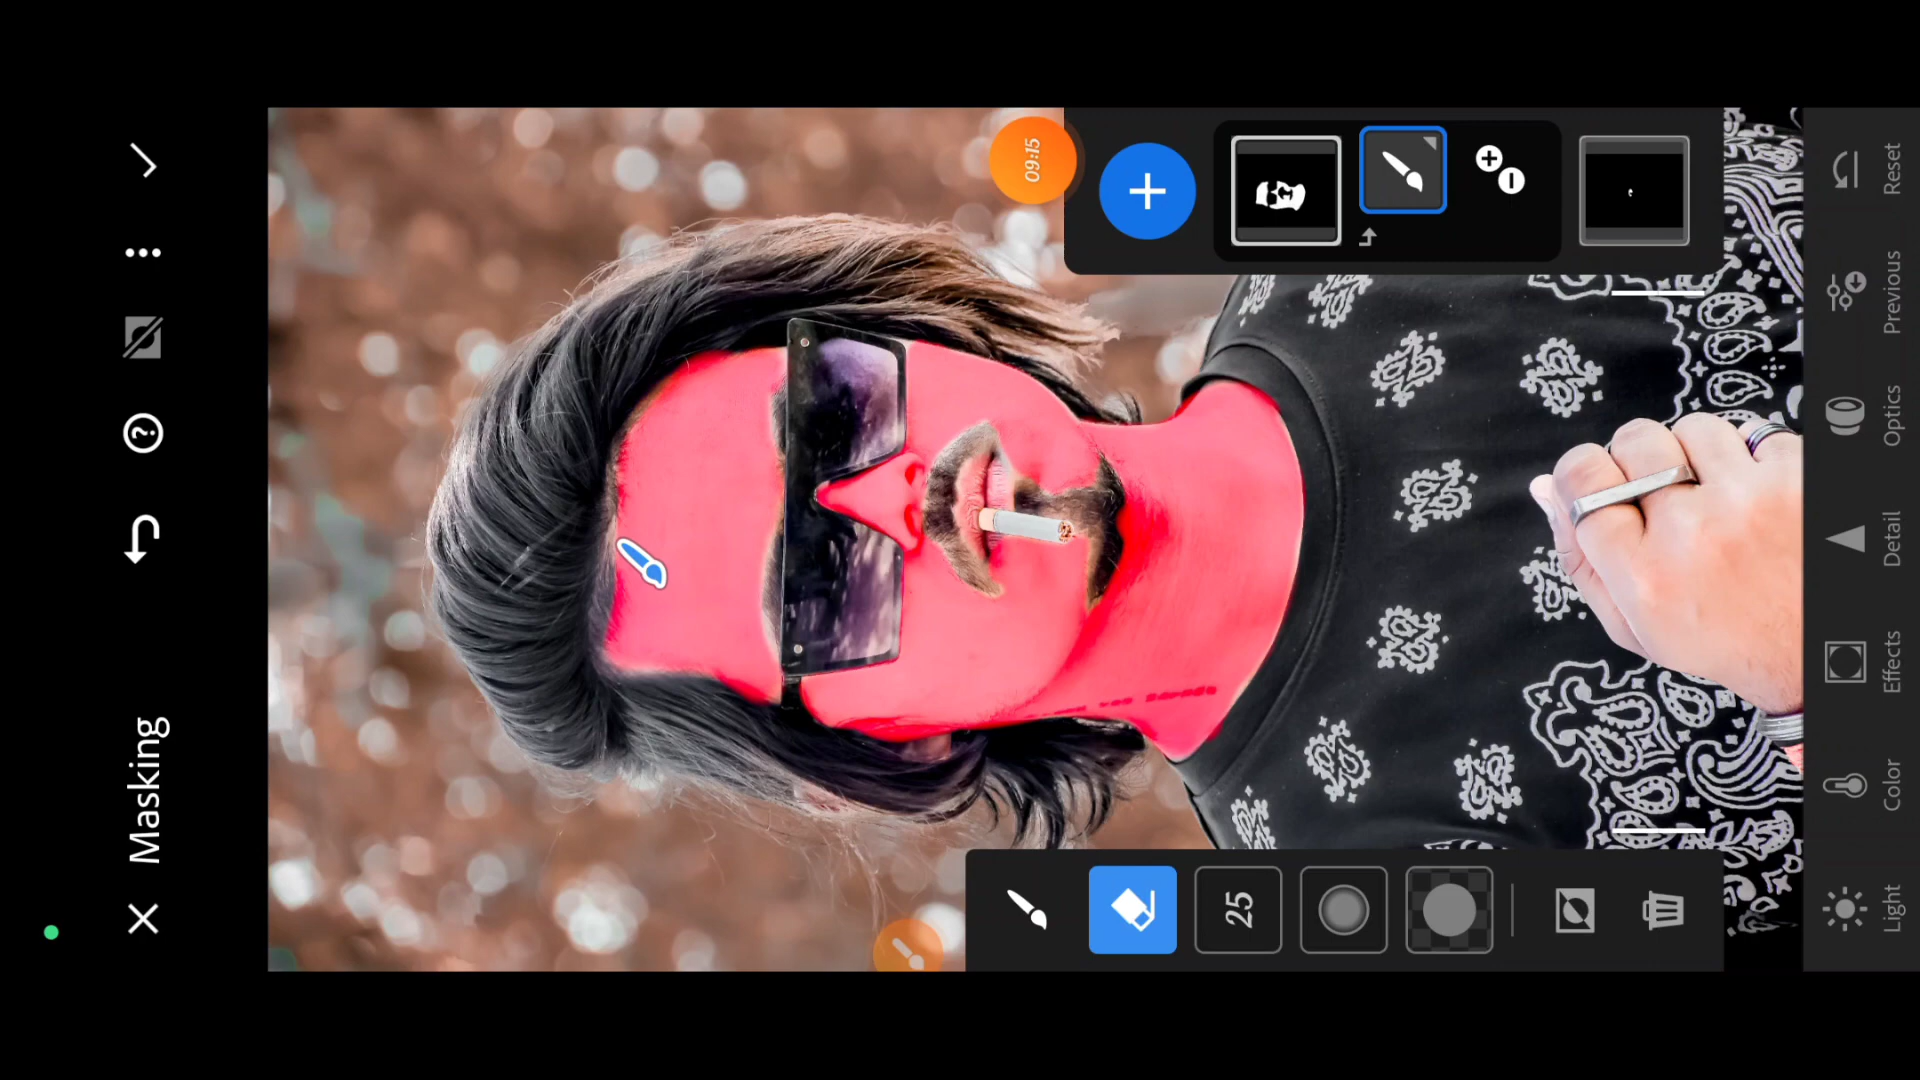 Masking
09:15
25
Light
Color
Effects
Detail
Optics
Previous
Reset